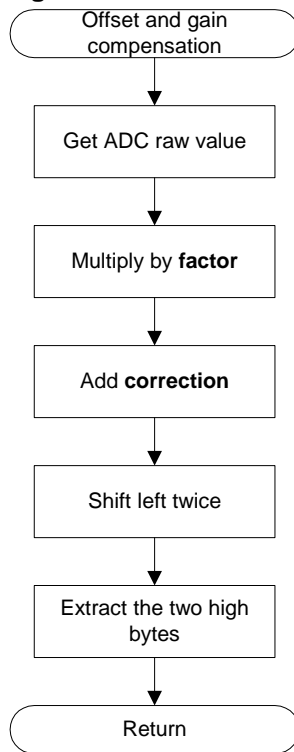 Offset and gain
compensation
Get ADC raw value
Multiply by factor
Add correction
Shift left twice
Extract the two high
bytes
Return